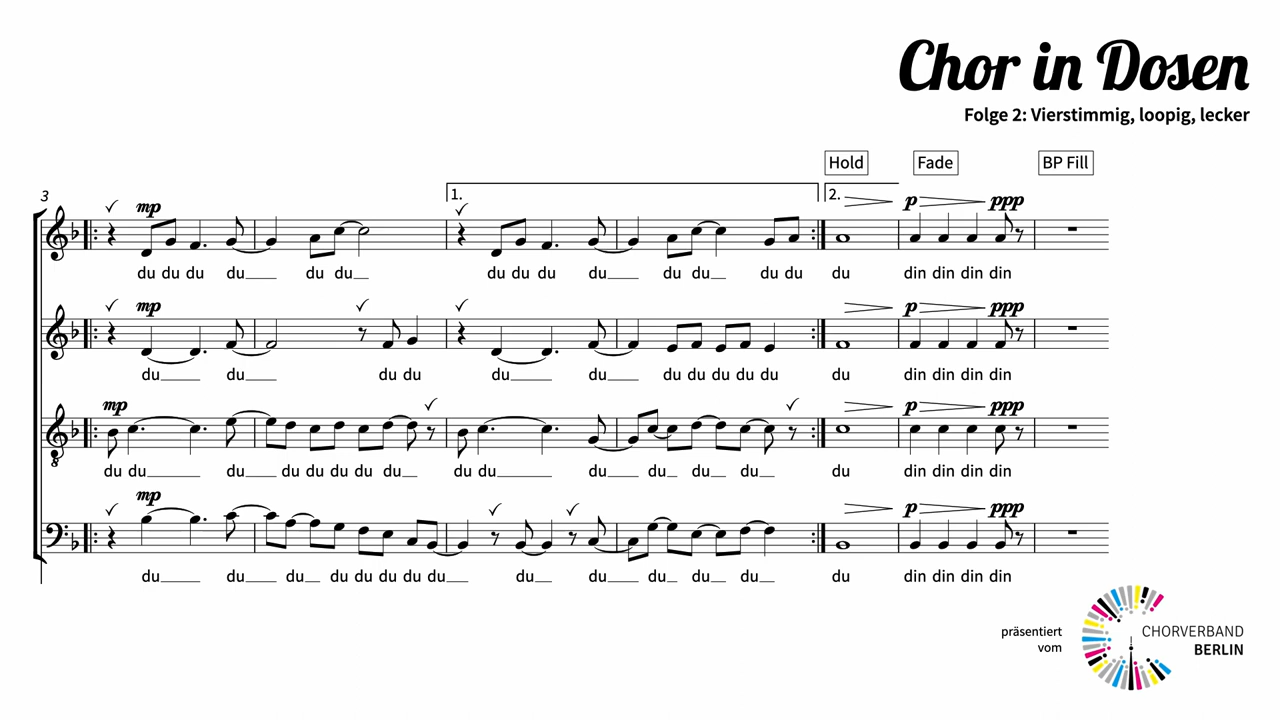 Chor in Dosen
Folge 2: Vierstimmig, loopig, lecker
Hold Fade BP Fill
3 1. 2.
mp p ppp
du du du du du du du du du du du du du du du din din din din
mp p ppp
du du du du du du du du du du du du din din din din
mp p ppp
du du du du du du du du du du du du du du du din din din din
mp p ppp
du du du du du du du du du du du du du du din din din din
präsentiert
vom
CHORVERBAND
BERLIN